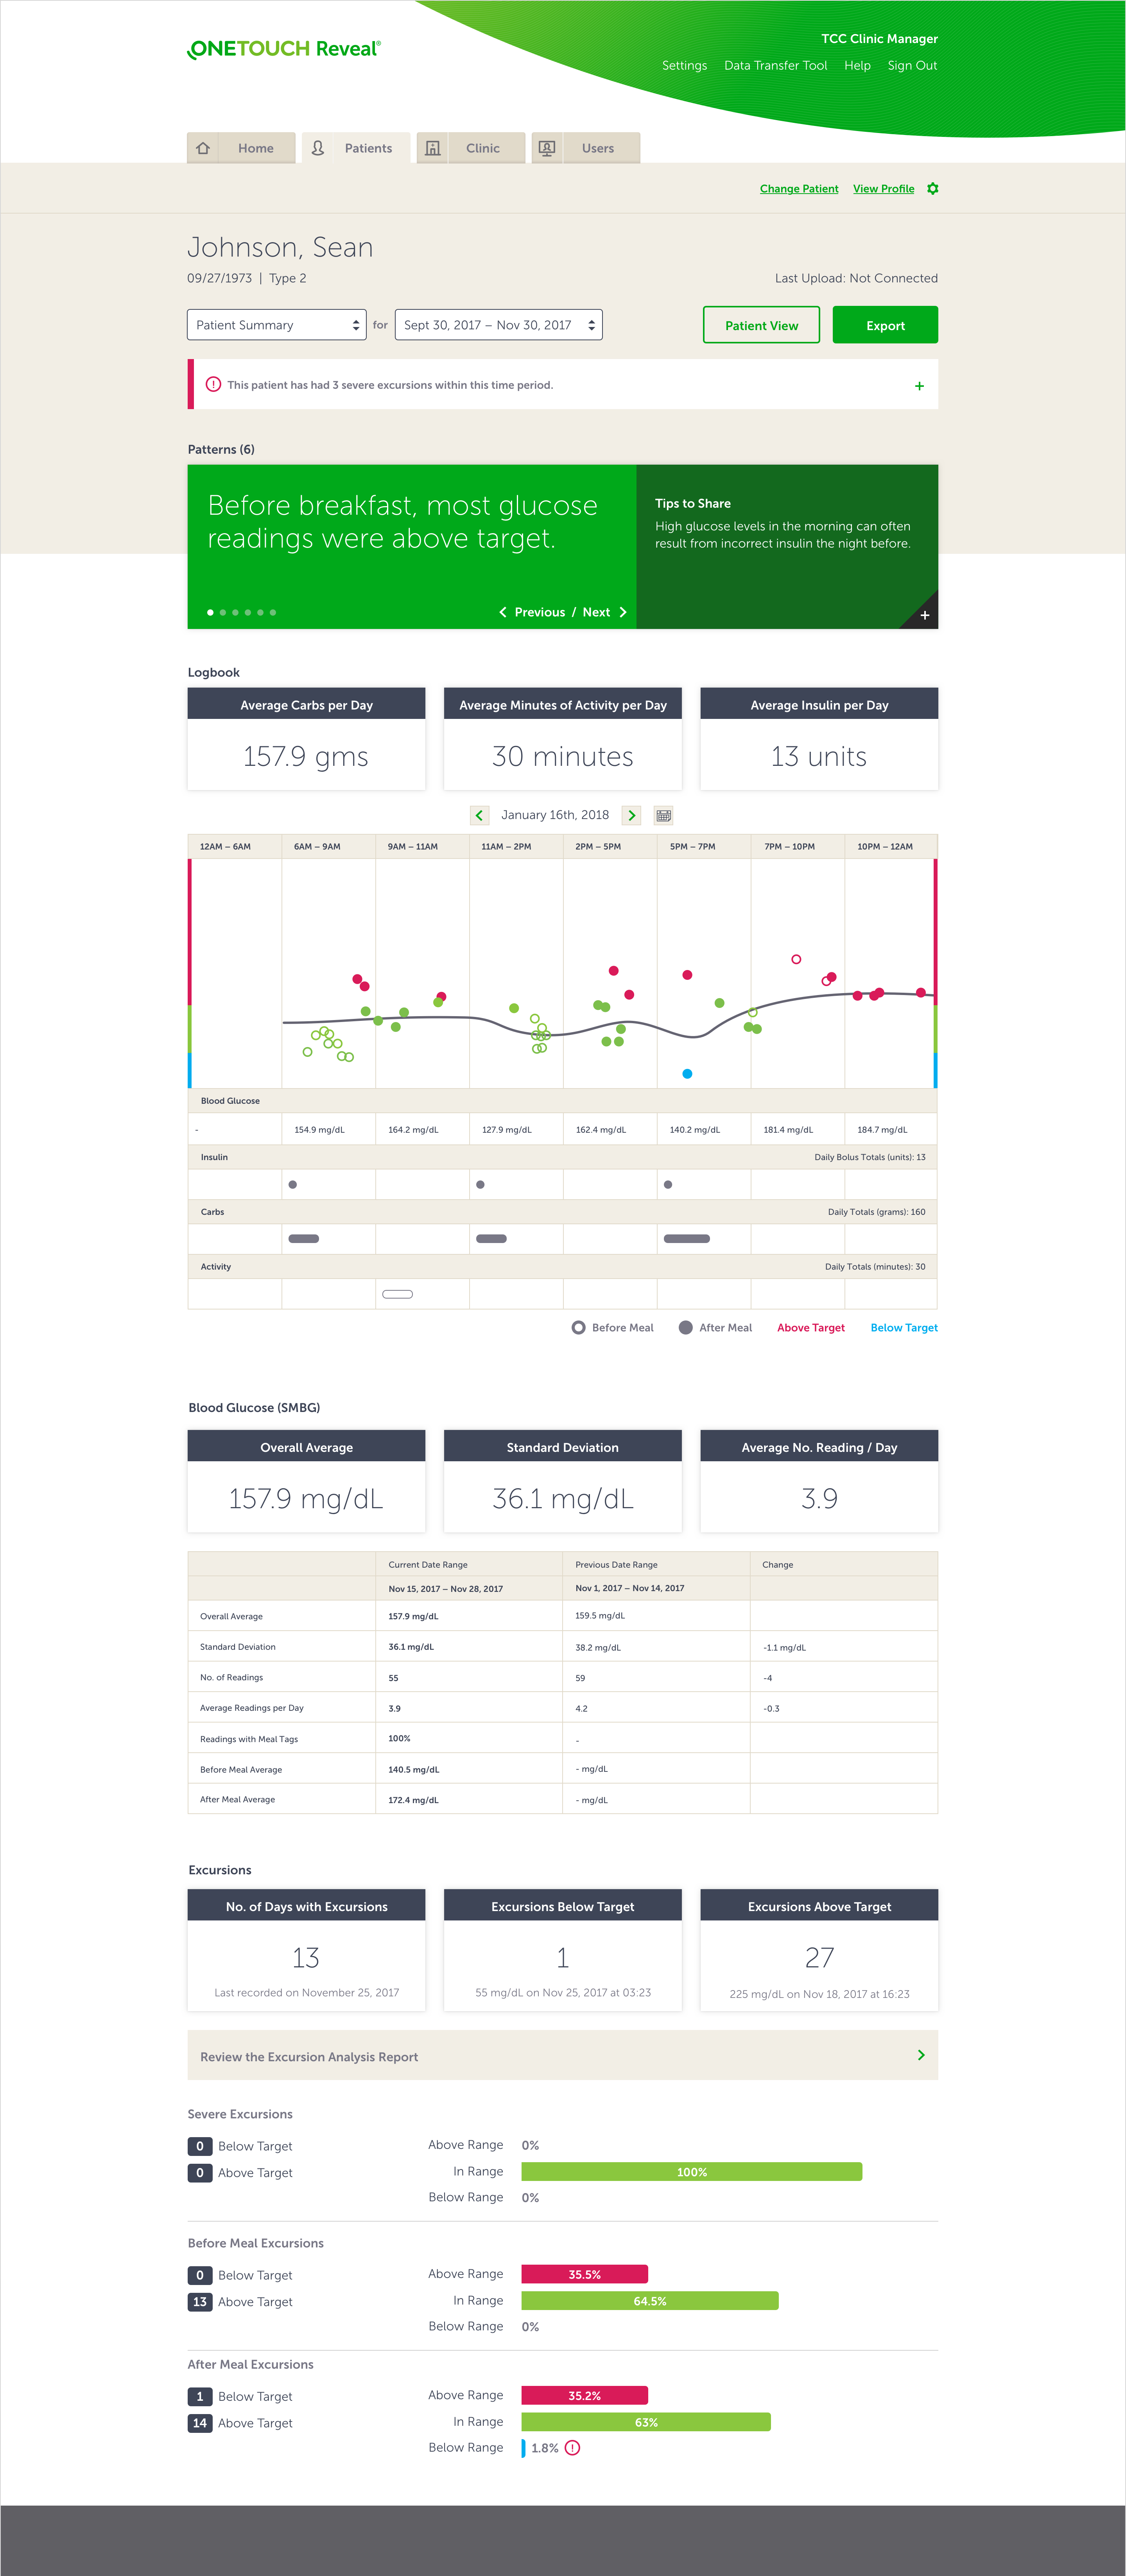 ONETOUCH Reveal®
TCC Clinic Manager
Settings Data Transfer Tool Help Sign Out
Home Patients Clinic Users
Change Patient View Profile
Johnson, Sean
09/27/1973 | Type 2 Last Upload: Not Connected
Patient Summary for Sept 30, 2017 – Nov 30, 2017 Patient View Export
This patient has had 3 severe excursions within this time period. +
Patterns (6)
Before breakfast, most glucose
readings were above target.
Previous / Next
Tips to Share
High glucose levels in the morning can often
result from incorrect insulin the night before.
+
Logbook
Average Carbs per Day Average Minutes of Activity per Day Average Insulin per Day
157.9 gms 30 minutes 13 units
January 16th, 2018
12AM – 6AM 6AM – 9AM 9AM – 11AM 11AM – 2PM 2PM – 5PM 5PM – 7PM 7PM – 10PM 10PM – 12AM
Blood Glucose
- 154.9 mg/dL 164.2 mg/dL 127.9 mg/dL 162.4 mg/dL 140.2 mg/dL 181.4 mg/dL 184.7 mg/dL
Insulin Daily Bolus Totals (units): 13
Carbs Daily Totals (grams): 160
Activity Daily Totals (minutes): 30
Before Meal After Meal Above Target Below Target
Blood Glucose (SMBG)
Overall Average Standard Deviation Average No. Reading / Day
157.9 mg/dL 36.1 mg/dL 3.9
Current Date Range Previous Date Range Change
Nov 15, 2017 – Nov 28, 2017 Nov 1, 2017 – Nov 14, 2017
Overall Average 157.9 mg/dL 159.5 mg/dL
Standard Deviation 36.1 mg/dL 38.2 mg/dL -1.1 mg/dL
No. of Readings 55 59 -4
Average Readings per Day 3.9 4.2 -0.3
Readings with Meal Tags 100% -
Before Meal Average 140.5 mg/dL - mg/dL
After Meal Average 172.4 mg/dL - mg/dL
Excursions
No. of Days with Excursions Excursions Below Target Excursions Above Target
13 1 27
Last recorded on November 25, 2017 55 mg/dL on Nov 25, 2017 at 03:23 225 mg/dL on Nov 18, 2017 at 16:23
Review the Excursion Analysis Report
Severe Excursions
0 Below Target Above Range 0%
0 Above Target In Range 100%
Below Range 0%
Before Meal Excursions
0 Below Target Above Range 35.5%
13 Above Target In Range 64.5%
Below Range 0%
After Meal Excursions
1 Below Target Above Range 35.2%
14 Above Target In Range 63%
Below Range 1.8%